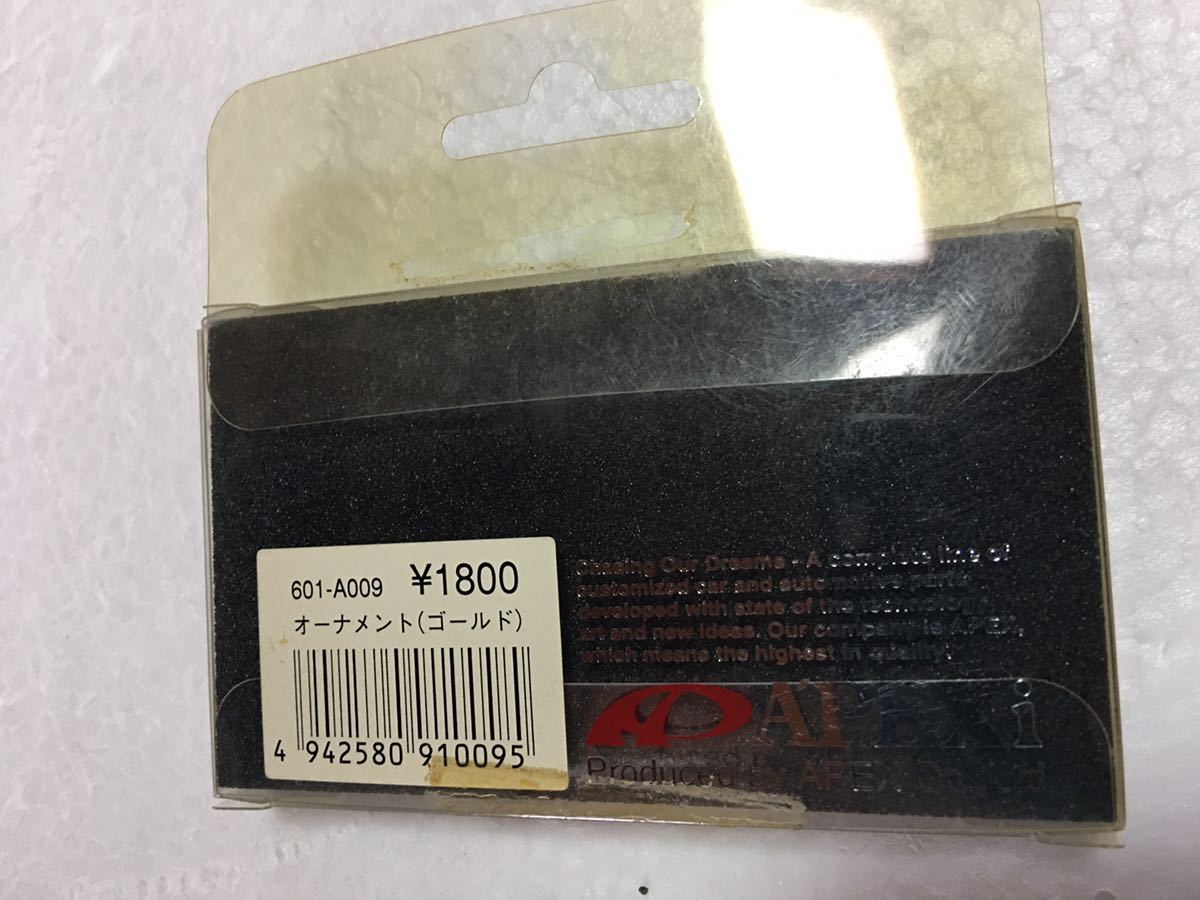 601-A009 ¥1800
オーナメント(ゴールド)
4 942580 910095
Chasing Our Dreams - A complete line of
customized car and automotive parts
developed with state of the technology,
art and new ideas. Our company is APEX,
which means the highest in quality.
APEXi
Produced by APEX Co., Ltd